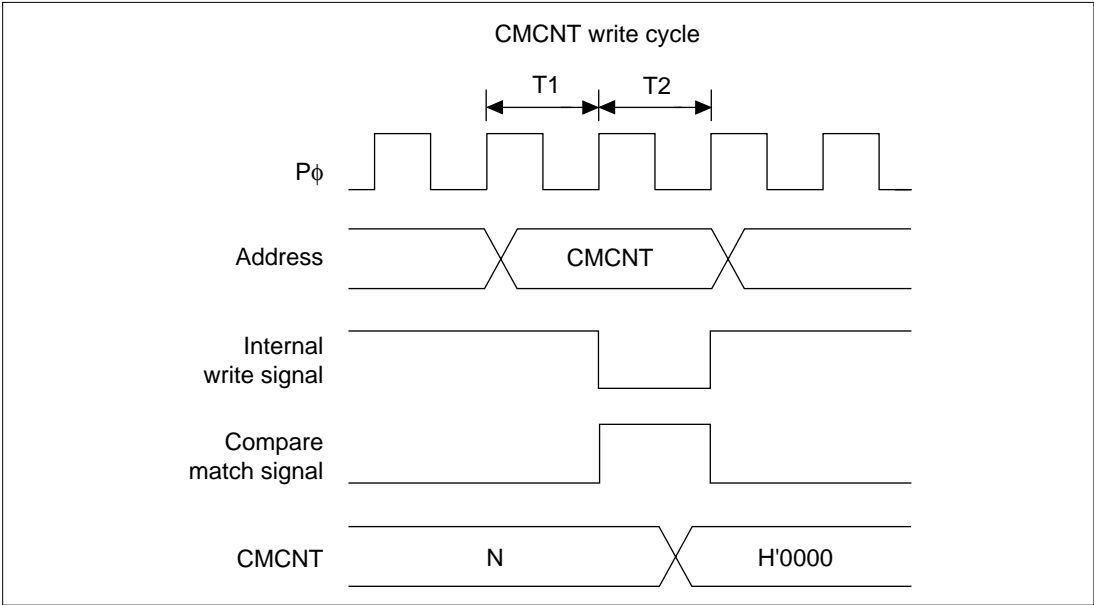 CMCNT write cycle
T1 T2
Pϕ
Address CMCNT
Internal
write signal
Compare
match signal
CMCNT N H'0000